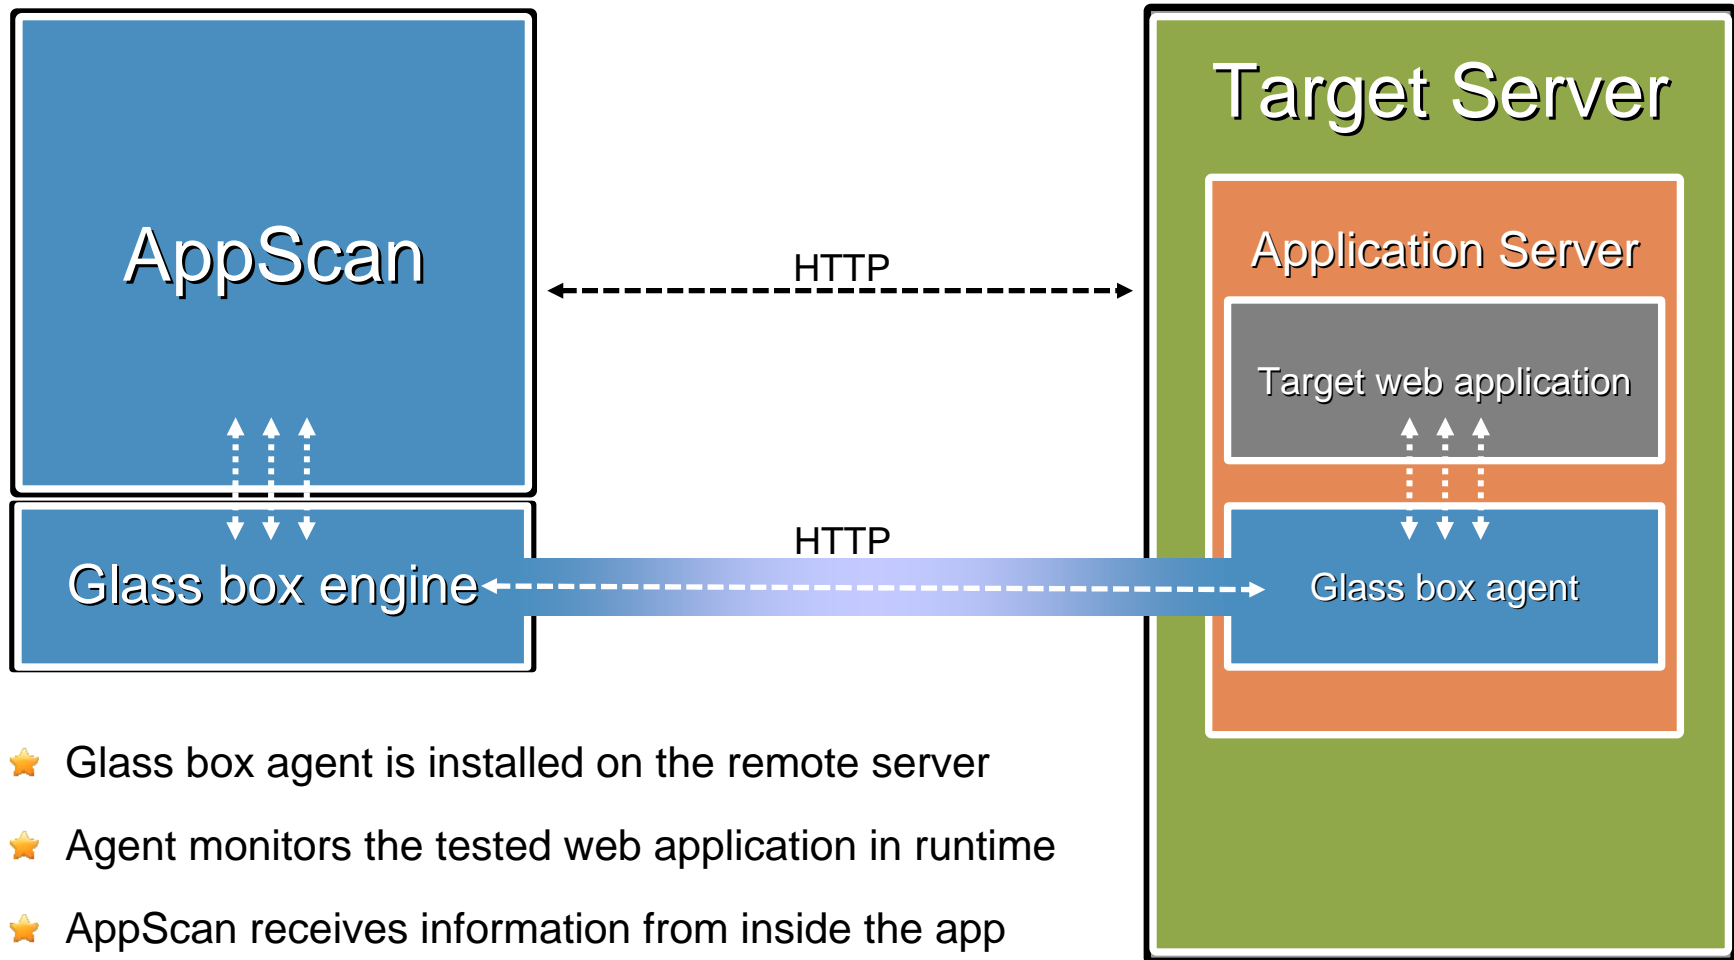 AppScan
HTTP
Target Server
Application Server
Target web application
Glass box engine
HTTP
Glass box agent
Glass box agent is installed on the remote server
Agent monitors the tested web application in runtime
AppScan receives information from inside the app